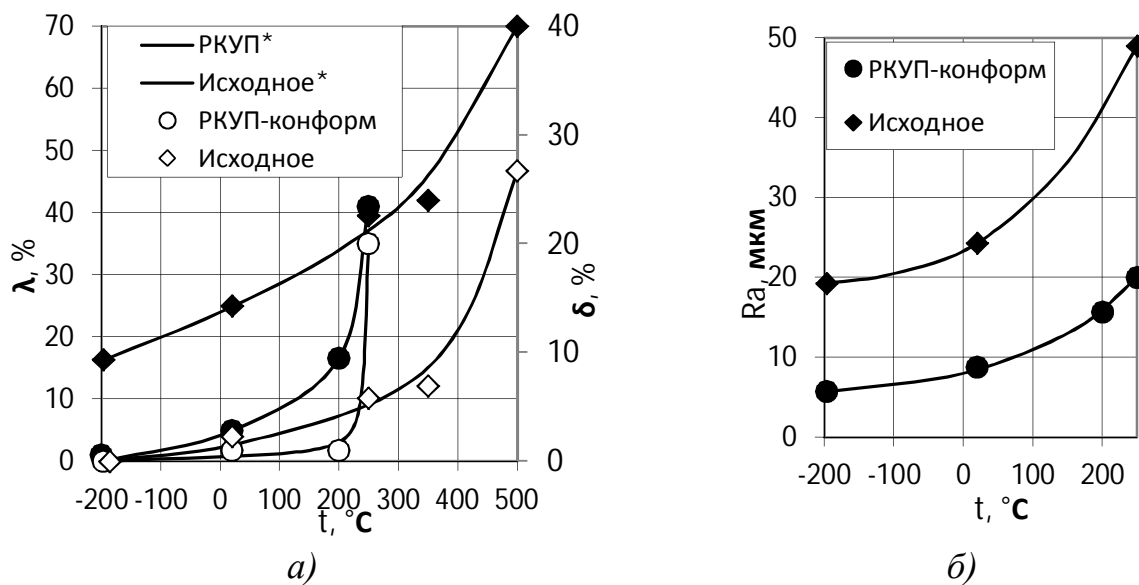 70
60
50
40
30
20
10
0
λ, %
РКУП*
Исходное*
РКУП-конформ
Исходное
40
30
20
10
0
δ, %
-200 -100 0 100 200 300 400 500
t, °С
а)
50
40
30
20
10
0
Ra, мкм
РКУП-конформ
Исходное
-200 -100 0 100 200
t, °С
б)